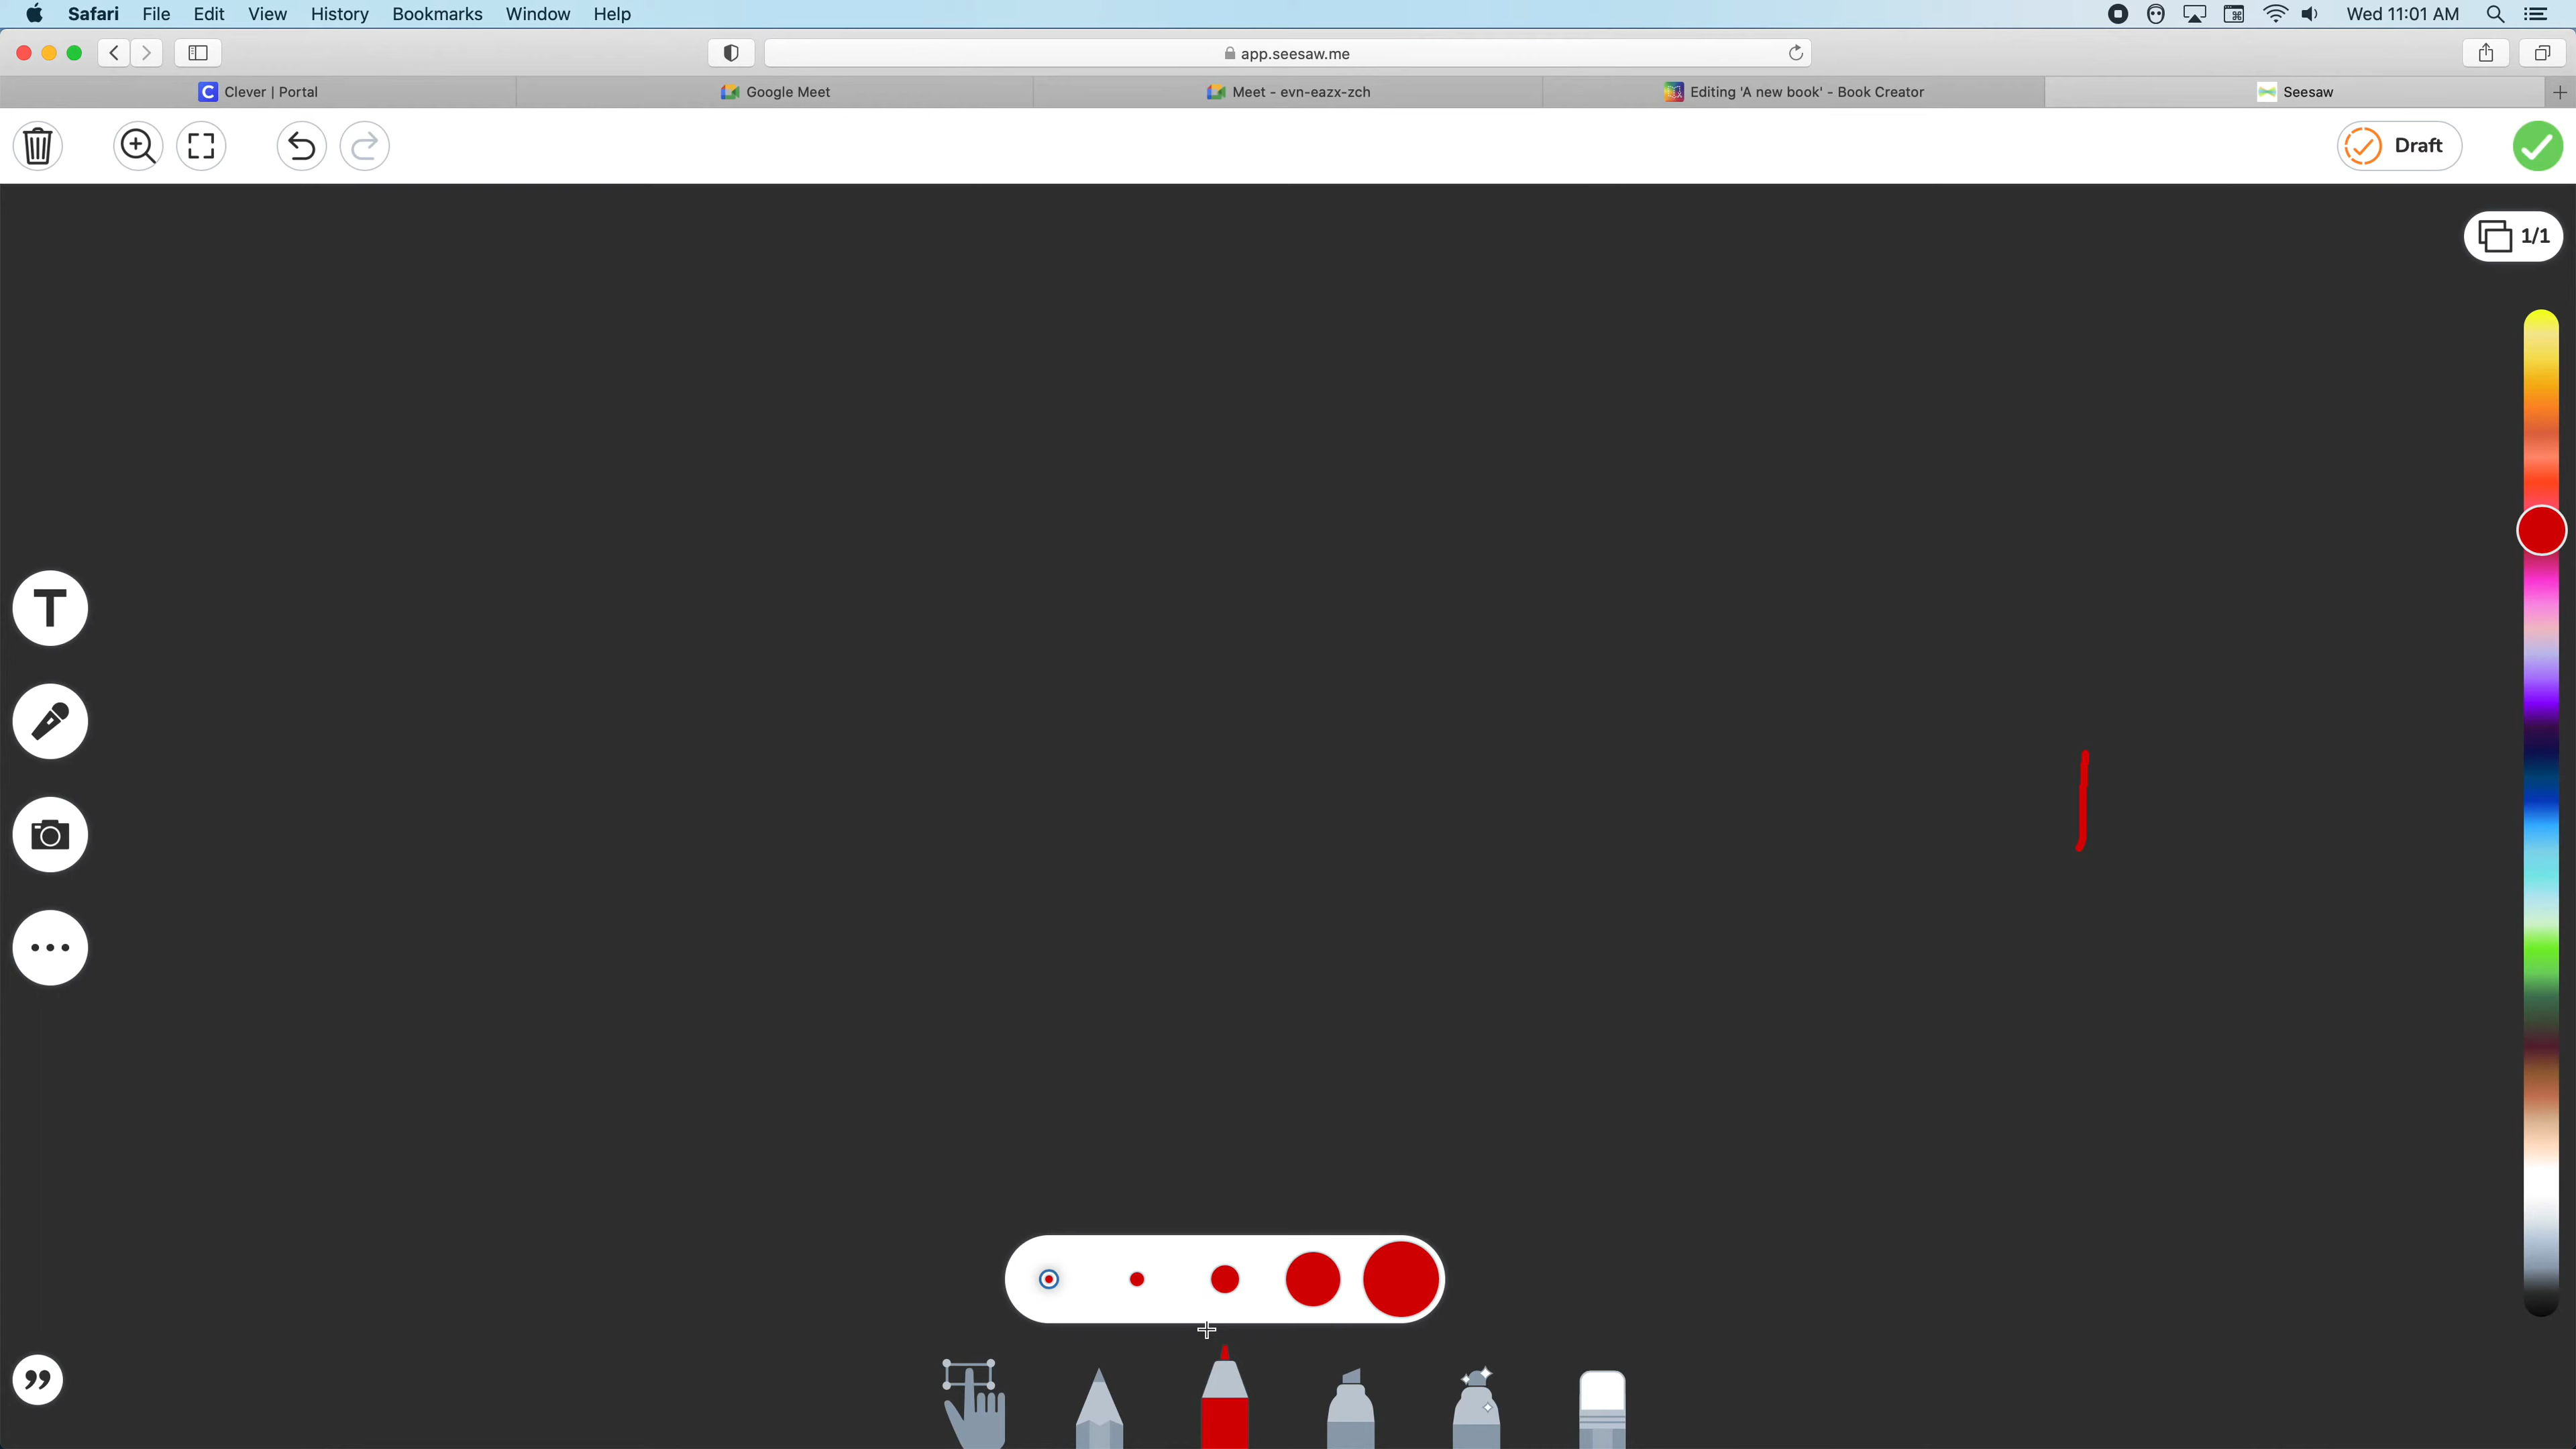 Safari File Edit View History Bookmarks Window Help Wed 11:01 AM
app.seesaw.me
C Clever | Portal Google Meet Meet - evn-eazx-zch Editing 'A new book' - Book Creator Seesaw
Draft
1/1
T